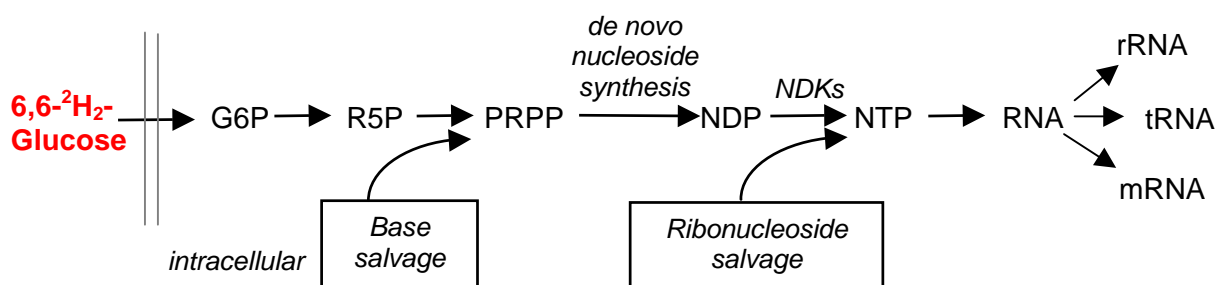 6,6-²H₂-
Glucose
G6P
R5P
PRPP
de novo
nucleoside
synthesis
NDP
NDKs
NTP
RNA
rRNA
tRNA
mRNA
intracellular
Base
salvage
Ribonucleoside
salvage